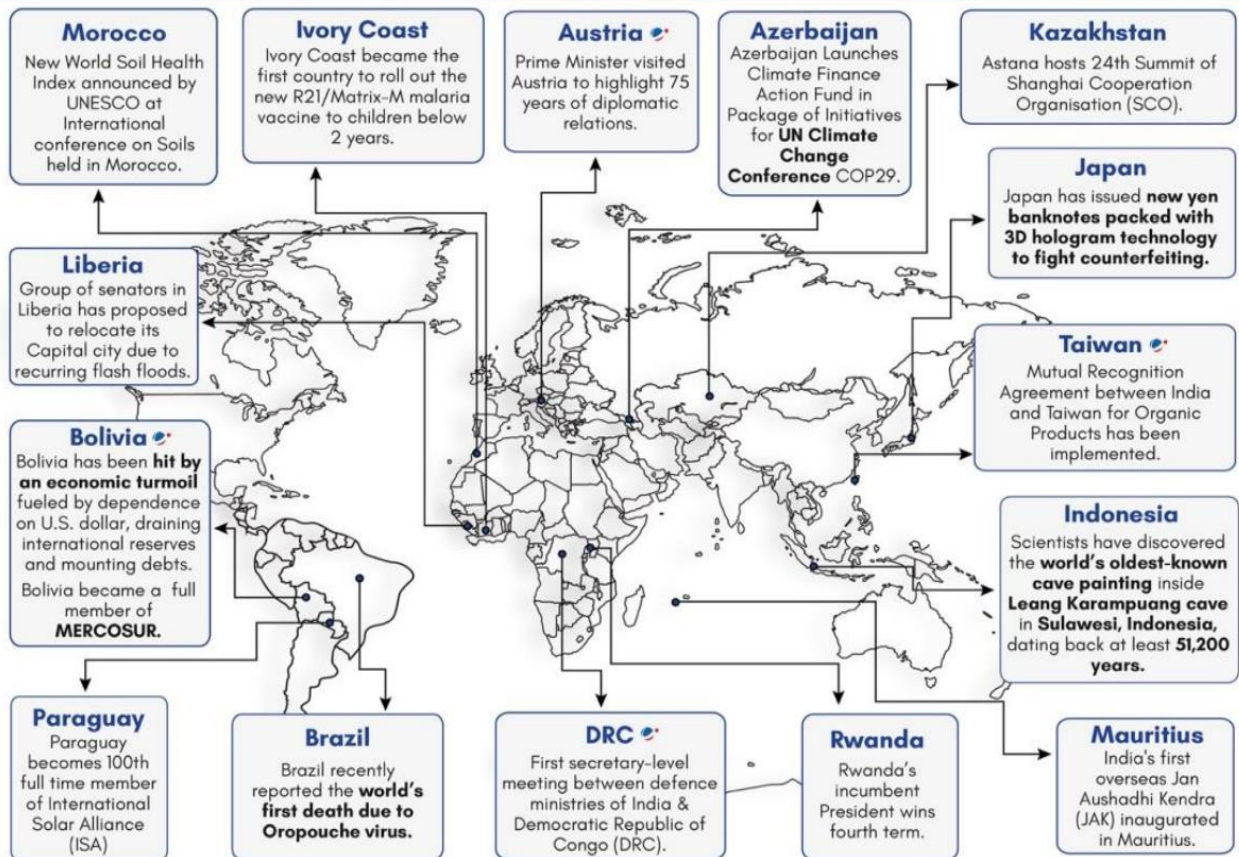 Morocco
New World Soil Health
Index announced by
UNESCO at
International
conference on Soils
held in Morocco.
Ivory Coast
Ivory Coast became the
first country to roll out the
new R21/Matrix-M malaria
vaccine to children below
2 years.
Austria
Prime Minister visited
Austria to highlight 75
years of diplomatic
relations.
Azerbaijan
Azerbaijan Launches
Climate Finance
Action Fund in
Package of Initiatives
for UN Climate
Change
Conference COP29.
Kazakhstan
Astana hosts 24th Summit of
Shanghai Cooperation
Organisation (SCO).
Japan
Japan has issued new yen
banknotes packed with
3D hologram technology
to fight counterfeiting.
Liberia
Group of senators in
Liberia has proposed
to relocate its
Capital city due to
recurring flash floods.
Taiwan
Mutual Recognition
Agreement between India
and Taiwan for Organic
Products has been
implemented.
Bolivia
Bolivia has been hit by
an economic turmoil
fueled by dependence
on U.S. dollar, draining
international reserves
and mounting debts.
Bolivia became a full
member of
MERCOSUR.
Indonesia
Scientists have discovered
the world's oldest-known
cave painting inside
Leang Karampuang cave
in Sulawesi, Indonesia,
dating back at least 51,200
years.
Paraguay
Paraguay
becomes 100th
full time member
of International
Solar Alliance
(ISA)
Brazil
Brazil recently
reported the world's
first death due to
Oropouche virus.
DRC
First secretary-level
meeting between defence
ministries of India &
Democratic Republic of
Congo (DRC).
Rwanda
Rwanda's
incumbent
President wins
fourth term.
Mauritius
India's first
overseas Jan
Aushadhi Kendra
(JAK) inaugurated
in Mauritius.